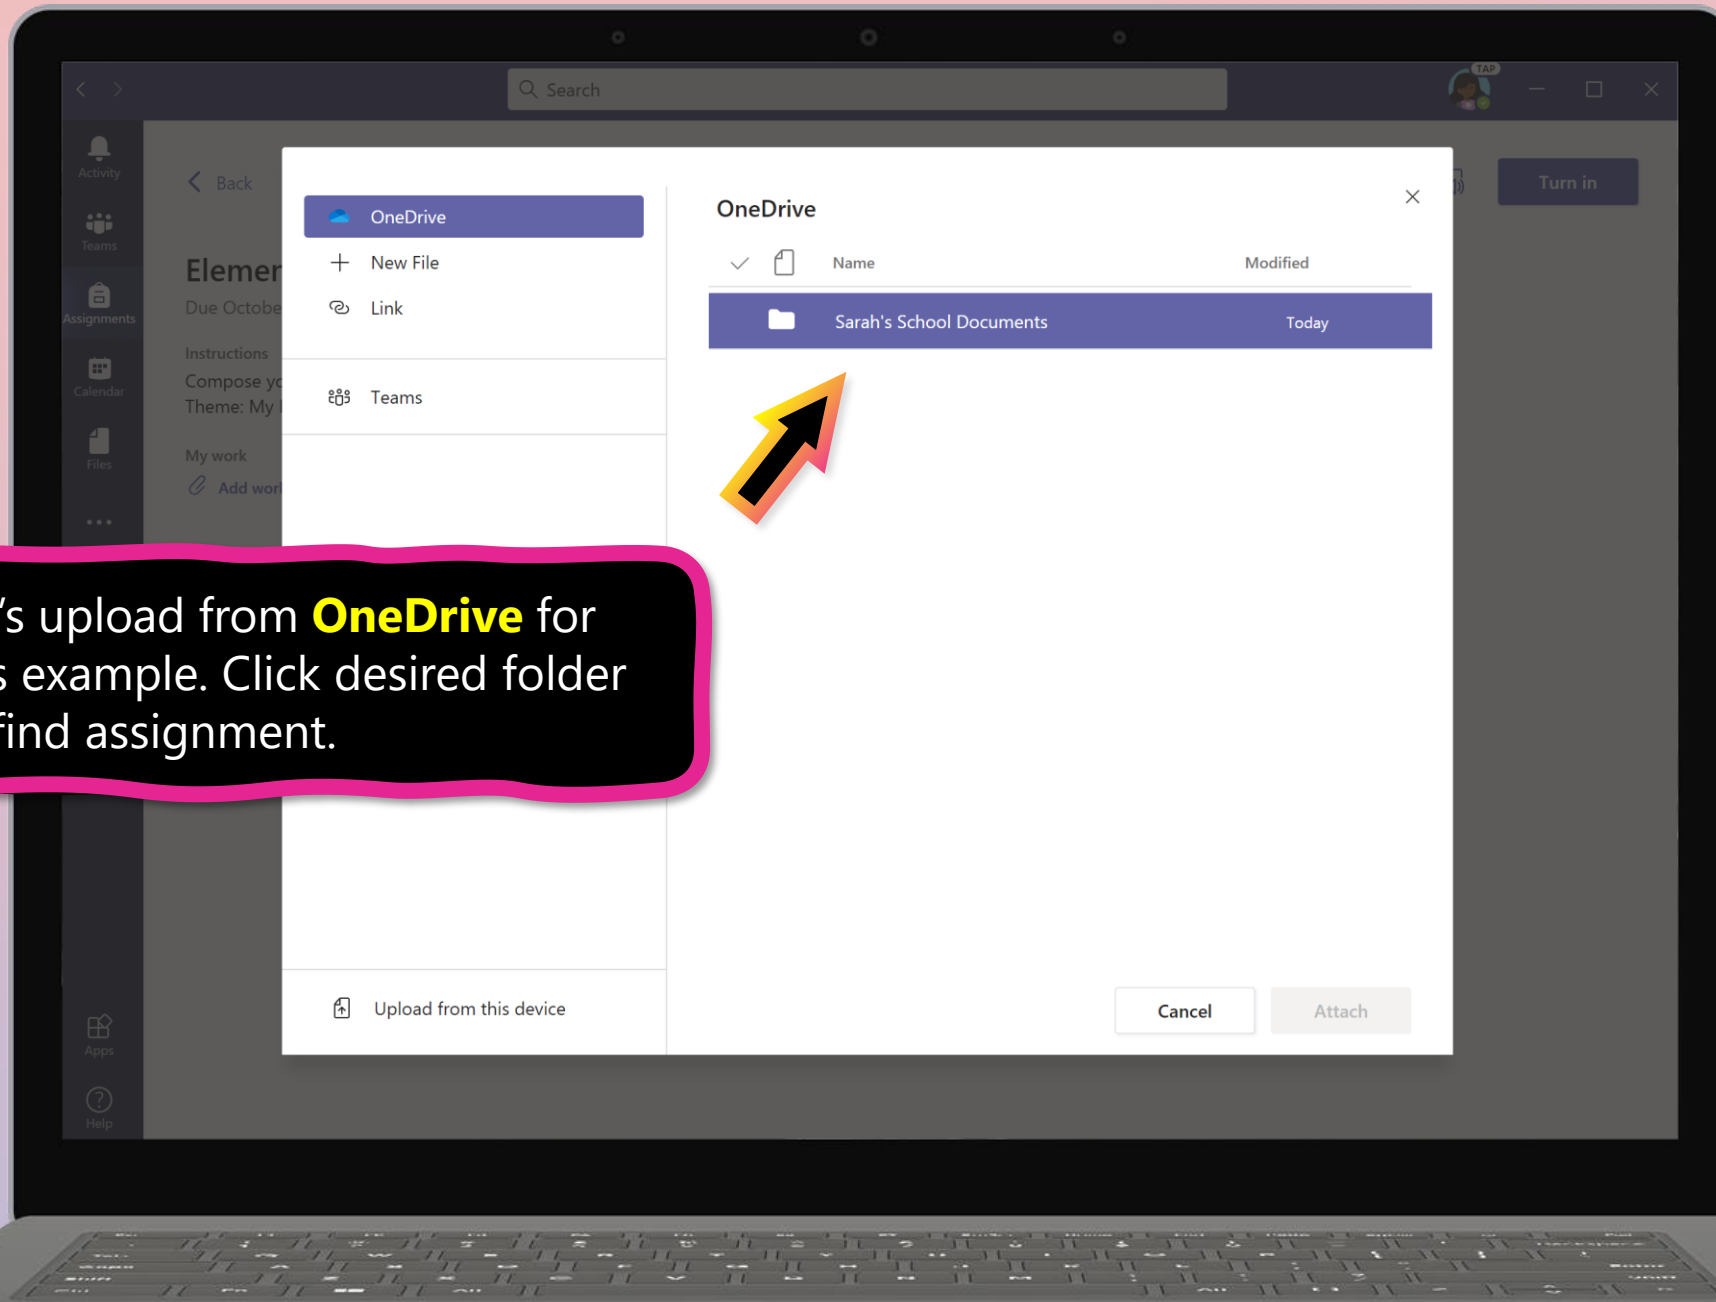 Search
TAP
Activity
Teams
Assignments
Calendar
Files
Apps
Help
Back
Turn in
Elemer
Due Octobe
Instructions
Compose yo
Theme: My
My work
Add worl
OneDrive
New File
Link
Teams
Upload from this device
OneDrive
Name Modified
Sarah's School Documents Today
Cancel Attach
's upload from OneDrive for
s example. Click desired folder
find assignment.